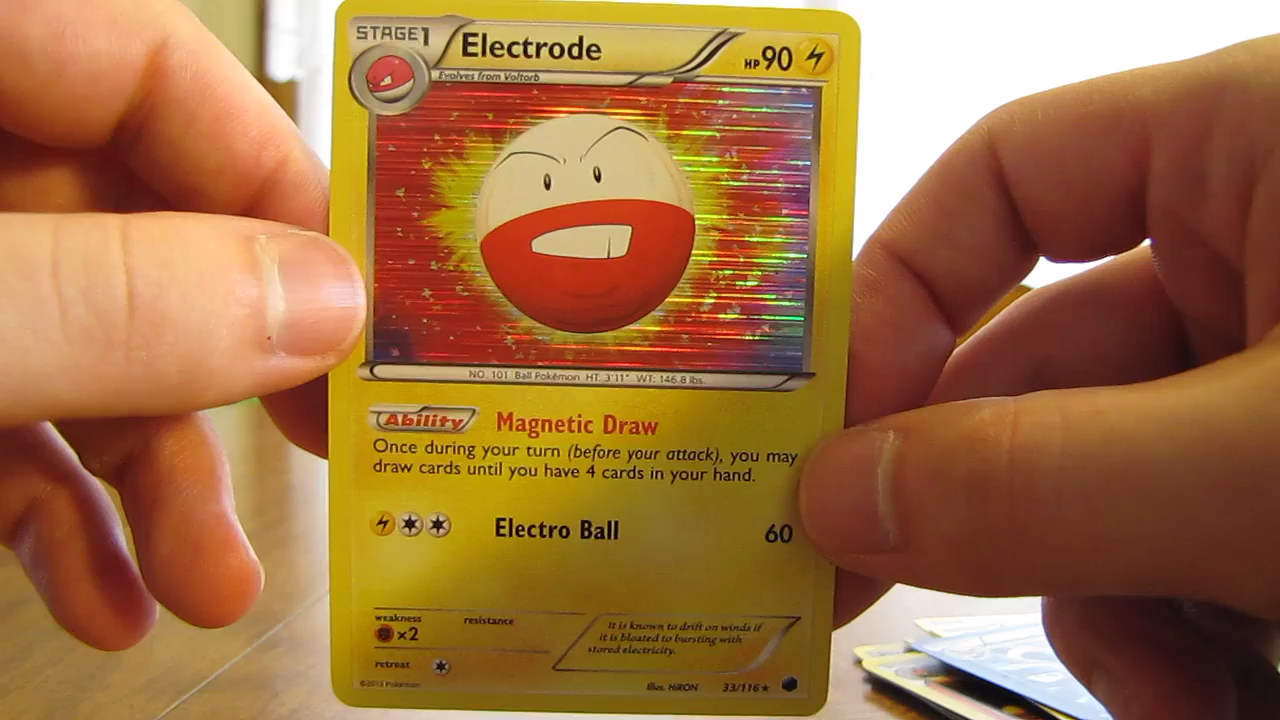 STAGE1 Electrode HP90
Evolves from Voltorb
NO. 101 Ball Pokémon HT: 3'11" WT: 146.8 lbs.
Ability Magnetic Draw
Once during your turn (before your attack), you may
draw cards until you have 4 cards in your hand.
Electro Ball 60
weakness resistance
×2
It is known to drift on winds if
it is bloated to bursting with
stored electricity.
retreat
©2013 Pokémon Illus. HiRON 33/116★